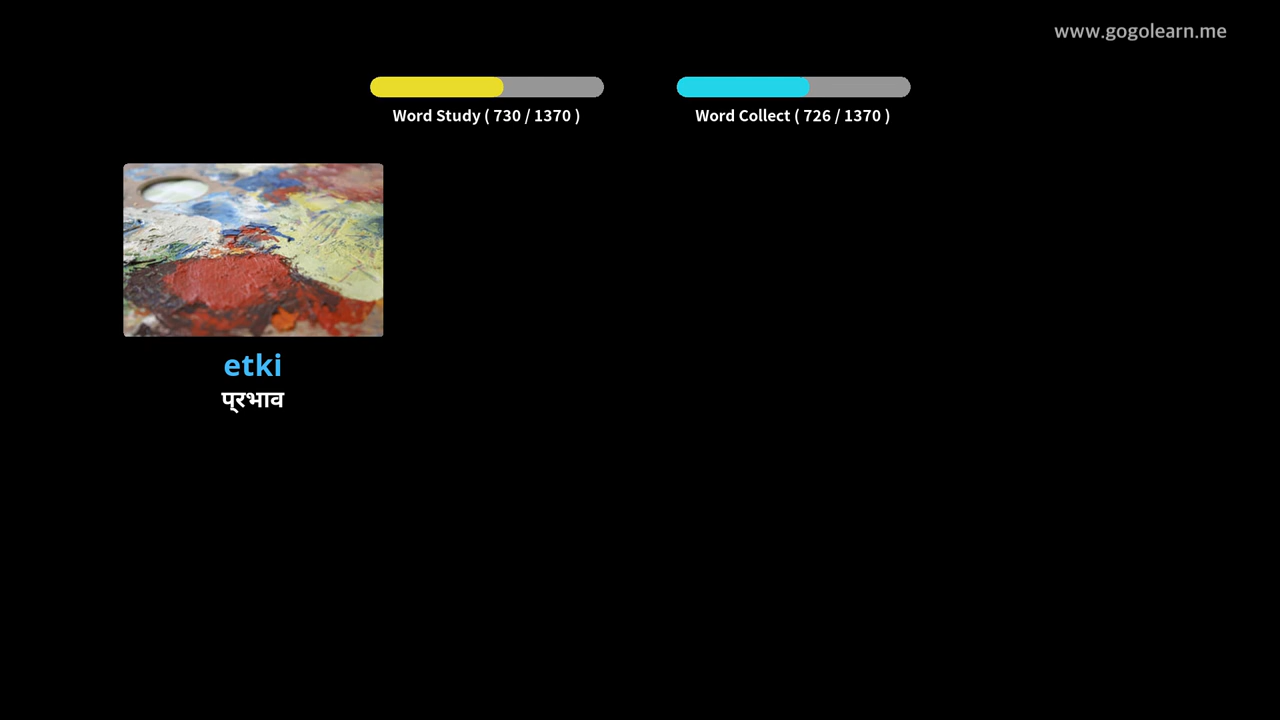 www.gogolearn.me
Word Study ( 730 / 1370 )
Word Collect ( 726 / 1370 )
etki
प्रभाव